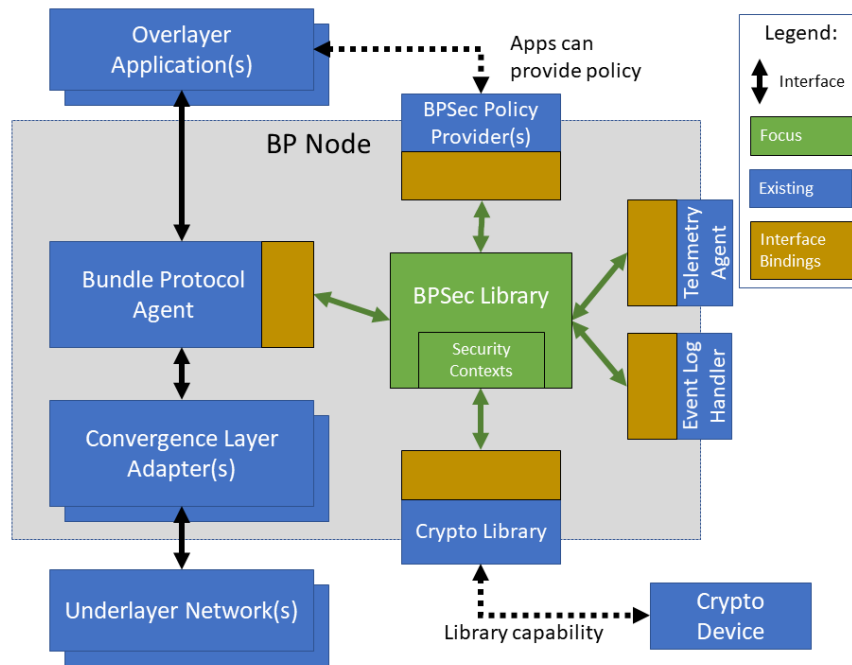 Overlayer
Application(s)
Apps can
provide policy
Legend:
Interface
Focus
Existing
Interface
Bindings
BP Node
BPSec Policy
Provider(s)
Bundle Protocol
Agent
BPSec Library
Security
Contexts
Telemetry
Agent
Event Log
Handler
Convergence Layer
Adapter(s)
Crypto Library
Underlayer Network(s)
Library capability
Crypto
Device